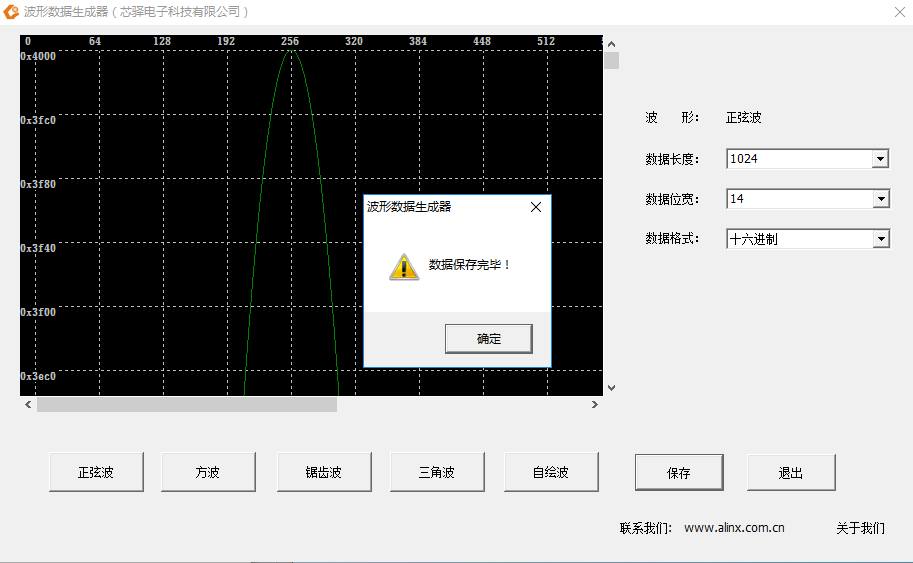 波形数据生成器（芯驿电子科技有限公司）
0 64 128 192 256 320 384 448 512
0x4000
0x3fc0
0x3f80
0x3f40
0x3f00
0x3ec0
波形数据生成器
数据保存完毕！
确定
波 形： 正弦波
数据长度： 1024
数据位宽： 14
数据格式： 十六进制
正弦波 方波 锯齿波 三角波 自绘波 保存 退出
联系我们: www.alinx.com.cn 关于我们